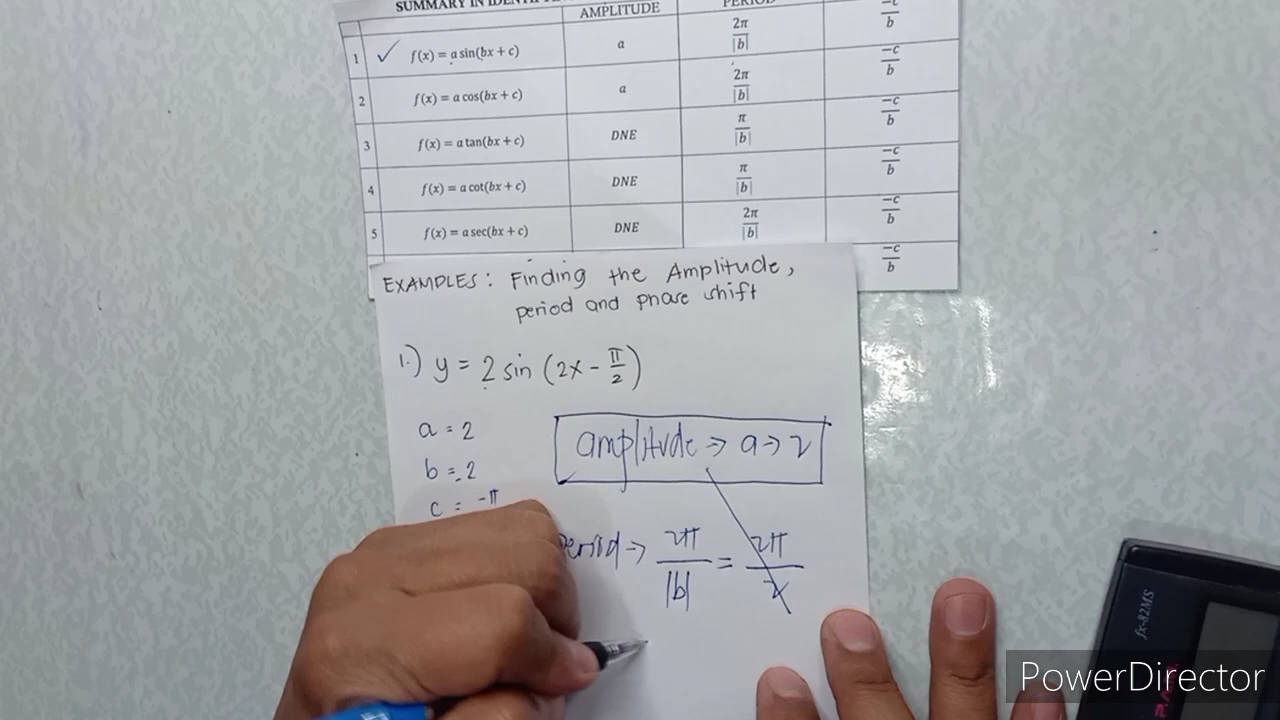 SUMMARY IN
AMPLITUDE PERIOD
1 ✓ f(x) = a sin(bx + c) a 2π/|b| -c/b
2 f(x) = a cos(bx + c) a 2π/|b| -c/b
3 f(x) = a tan(bx + c) DNE π/|b| -c/b
4 f(x) = a cot(bx + c) DNE π/|b| -c/b
5 f(x) = a sec(bx + c) DNE 2π/|b| -c/b
-c/b
EXAMPLES: Finding the Amplitude,
period and phase shift
1.) y = 2 sin (2x - π/2)
a = 2
amplitude → a → 2
b = 2
c = -π
period → 2π/|b| = 2π/2
fx-82MS
PowerDirector